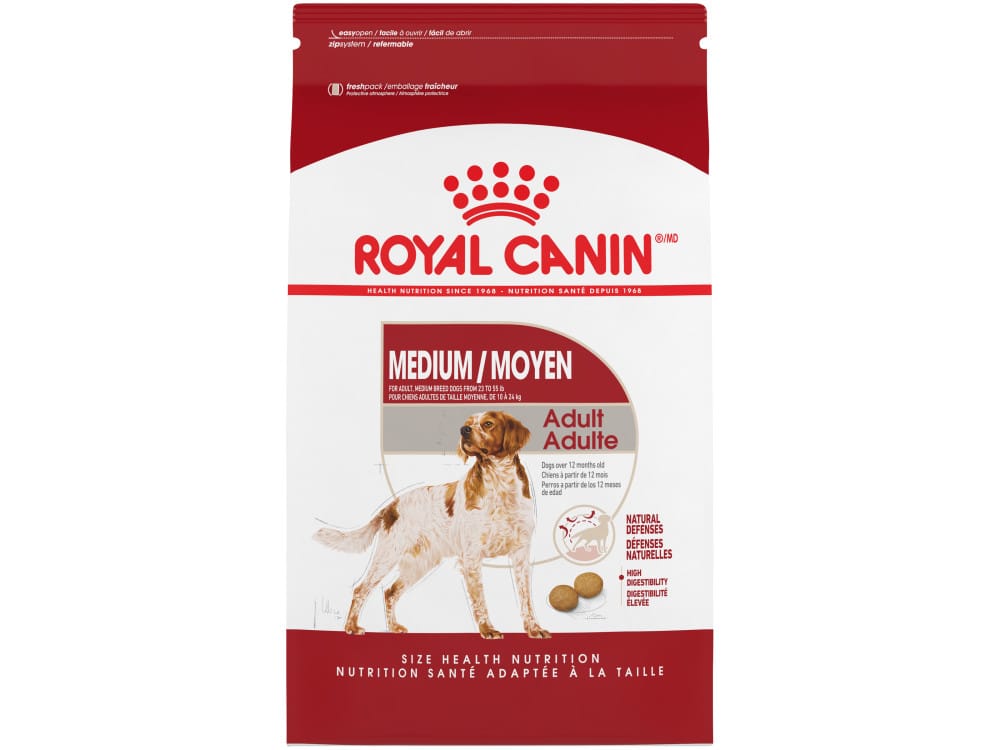 easyopen / facile à ouvrir / fácil de abrir
zipsystem / refermable
freshpack / emballage fraîcheur
Protective atmosphere / Atmosphère protectrice
ROYAL CANIN ®/MD
HEALTH NUTRITION SINCE 1968 - NUTRITION SANTÉ DEPUIS 1968
MEDIUM / MOYEN
FOR ADULT, MEDIUM BREED DOGS FROM 23 TO 55 lb
POUR CHIENS ADULTES DE TAILLE MOYENNE, DE 10 À 24 kg
Adult
Adulte
Dogs over 12 months old
Chiens à partir de 12 mois
Perros a partir de los 12 meses
de edad
NATURAL
DEFENSES
DÉFENSES
NATURELLES
HIGH
DIGESTIBILITY
DIGESTIBILITÉ
ÉLEVÉE
SIZE HEALTH NUTRITION
NUTRITION SANTÉ ADAPTÉE À LA TAILLE